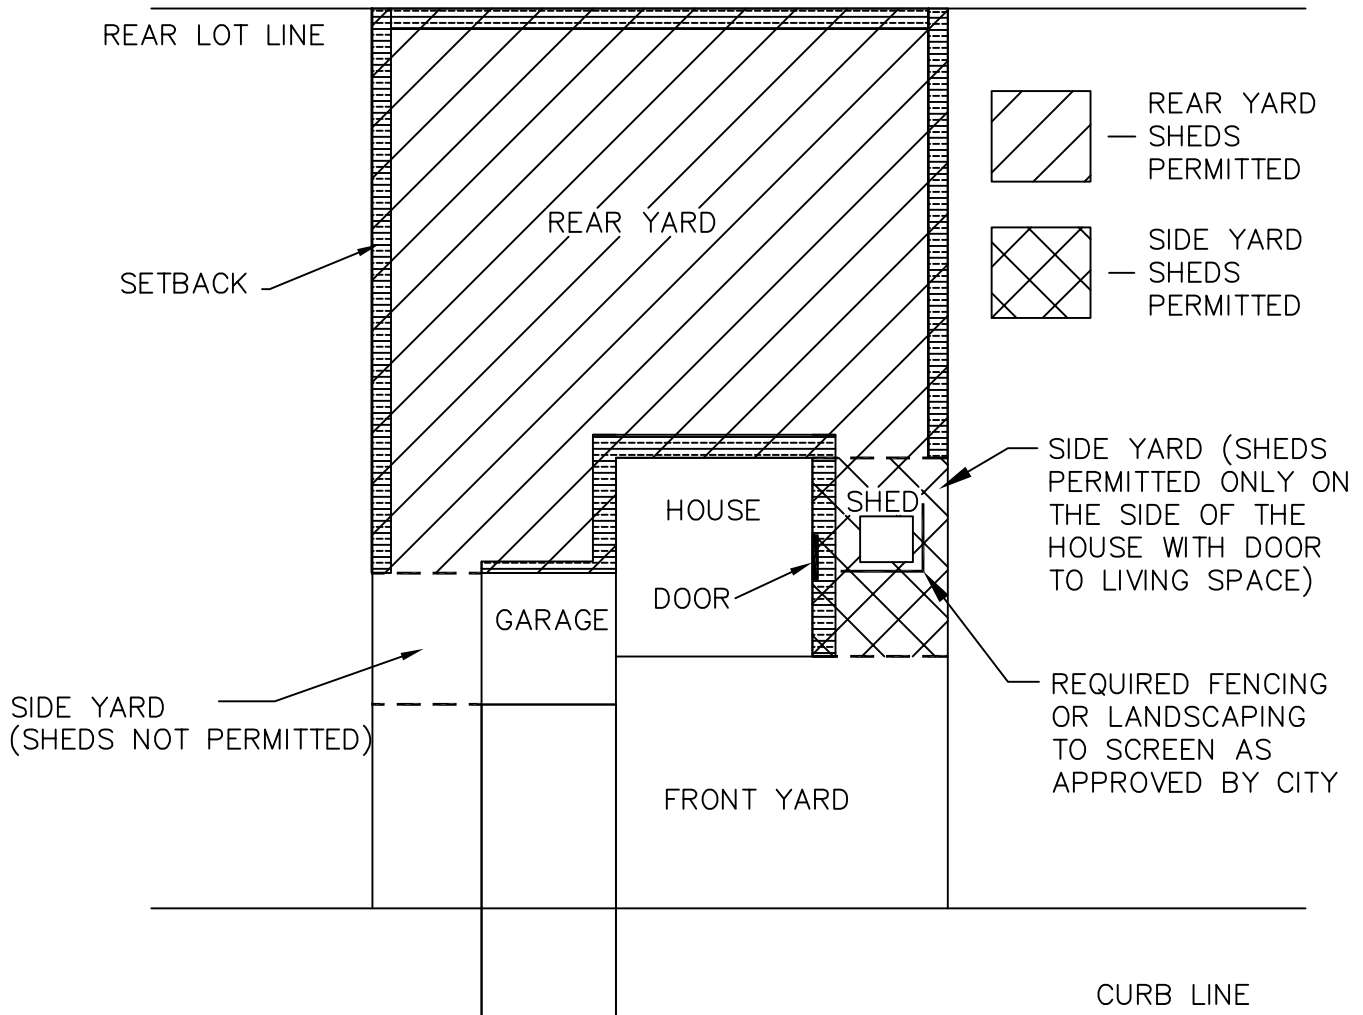 REAR LOT LINE
REAR YARD
SHEDS
PERMITTED
REAR YARD
SETBACK
SIDE YARD
SHEDS
PERMITTED
SIDE YARD (SHEDS
PERMITTED ONLY ON
THE SIDE OF THE
HOUSE WITH DOOR
TO LIVING SPACE)
HOUSE
SHED
DOOR
GARAGE
SIDE YARD
(SHEDS NOT PERMITTED)
REQUIRED FENCING
OR LANDSCAPING
TO SCREEN AS
APPROVED BY CITY
FRONT YARD
CURB LINE